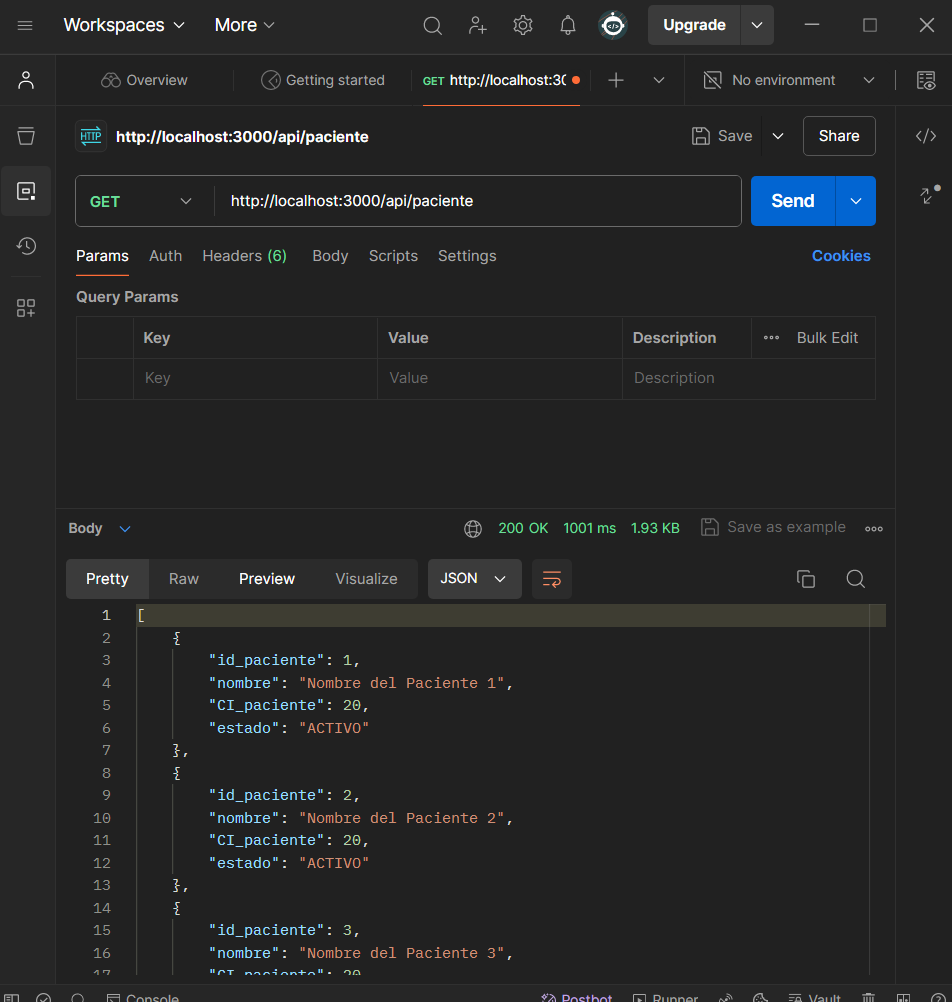 Workspaces More Upgrade
Overview Getting started GET http://localhost:30 No environment
HTTP http://localhost:3000/api/paciente Save Share
GET http://localhost:3000/api/paciente Send
Params Auth Headers (6) Body Scripts Settings Cookies
Query Params
Key Value Description Bulk Edit
Key Value Description
Body 200 OK 1001 ms 1.93 KB Save as example
Pretty Raw Preview Visualize JSON
1 [
2 {
3 "id_paciente": 1,
4 "nombre": "Nombre del Paciente 1",
5 "CI_paciente": 20,
6 "estado": "ACTIVO"
7 },
8 {
9 "id_paciente": 2,
10 "nombre": "Nombre del Paciente 2",
11 "CI_paciente": 20,
12 "estado": "ACTIVO"
13 },
14 {
15 "id_paciente": 3,
16 "nombre": "Nombre del Paciente 3",
17 "CI_paciente": 20
Console Postbot Runner Vault